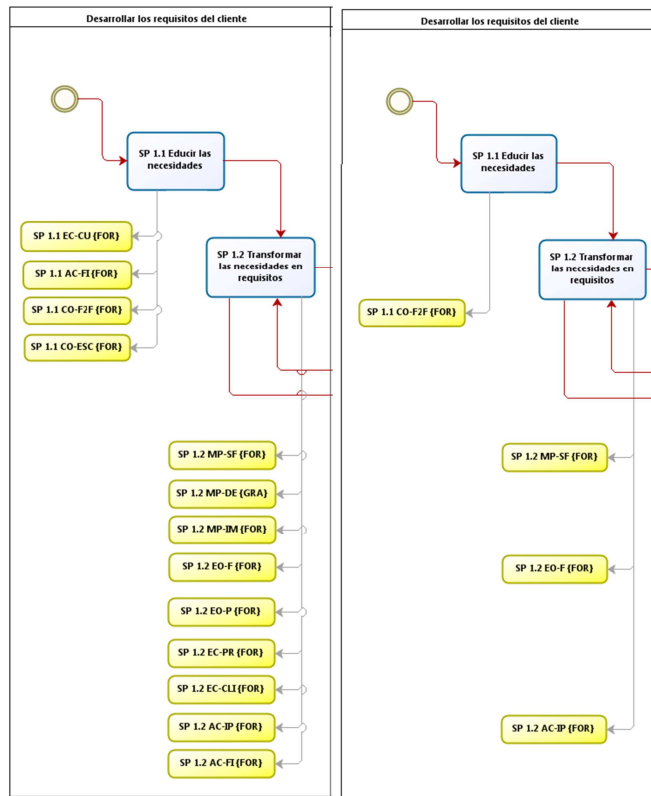 Desarrollar los requisitos del cliente
SP 1.1 Educir las
necesidades
SP 1.1 EC-CU {FOR}
SP 1.1 AC-FI {FOR}
SP 1.1 CO-F2F {FOR}
SP 1.1 CO-ESC {FOR}
SP 1.2 Transformar
las necesidades en
requisitos
SP 1.2 MP-SF {FOR}
SP 1.2 MP-DE {GRA}
SP 1.2 MP-IM {FOR}
SP 1.2 EO-F {FOR}
SP 1.2 EO-P {FOR}
SP 1.2 EC-PR {FOR}
SP 1.2 EC-CLI {FOR}
SP 1.2 AC-IP {FOR}
SP 1.2 AC-FI {FOR}
Desarrollar los requisitos del cliente
SP 1.1 Educir las
necesidades
SP 1.2 Transformar
las necesidades en
requisitos
SP 1.1 CO-F2F {FOR}
SP 1.2 MP-SF {FOR}
SP 1.2 EO-F {FOR}
SP 1.2 AC-IP {FOR}